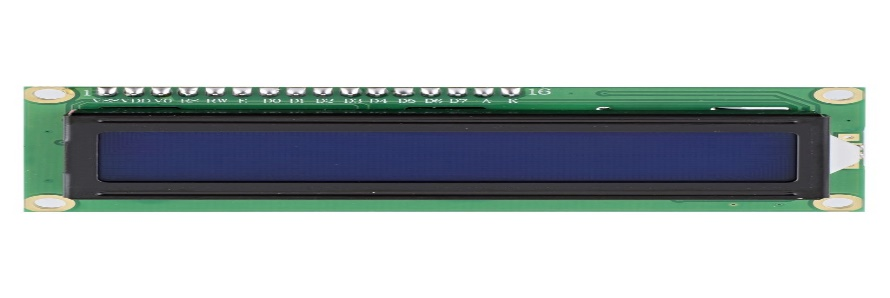 1 VSS VDD V0 RS RW E D0 D1 D2 D3 D4 D5 D6 D7 A K 16